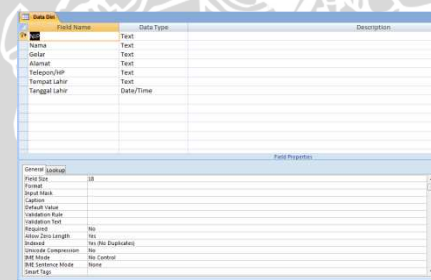 Data Diri
Field Name Data Type Description
NIP Text
Nama Text
Gelar Text
Alamat Text
Telepon/HP Text
Tempat Lahir Text
Tanggal Lahir Date/Time
Field Properties
General Lookup
Field Size 18
Format
Input Mask
Caption
Default Value
Validation Rule
Validation Text
Required No
Allow Zero Length Yes
Indexed Yes (No Duplicates)
Unicode Compression No
IME Mode No Control
IME Sentence Mode None
Smart Tags